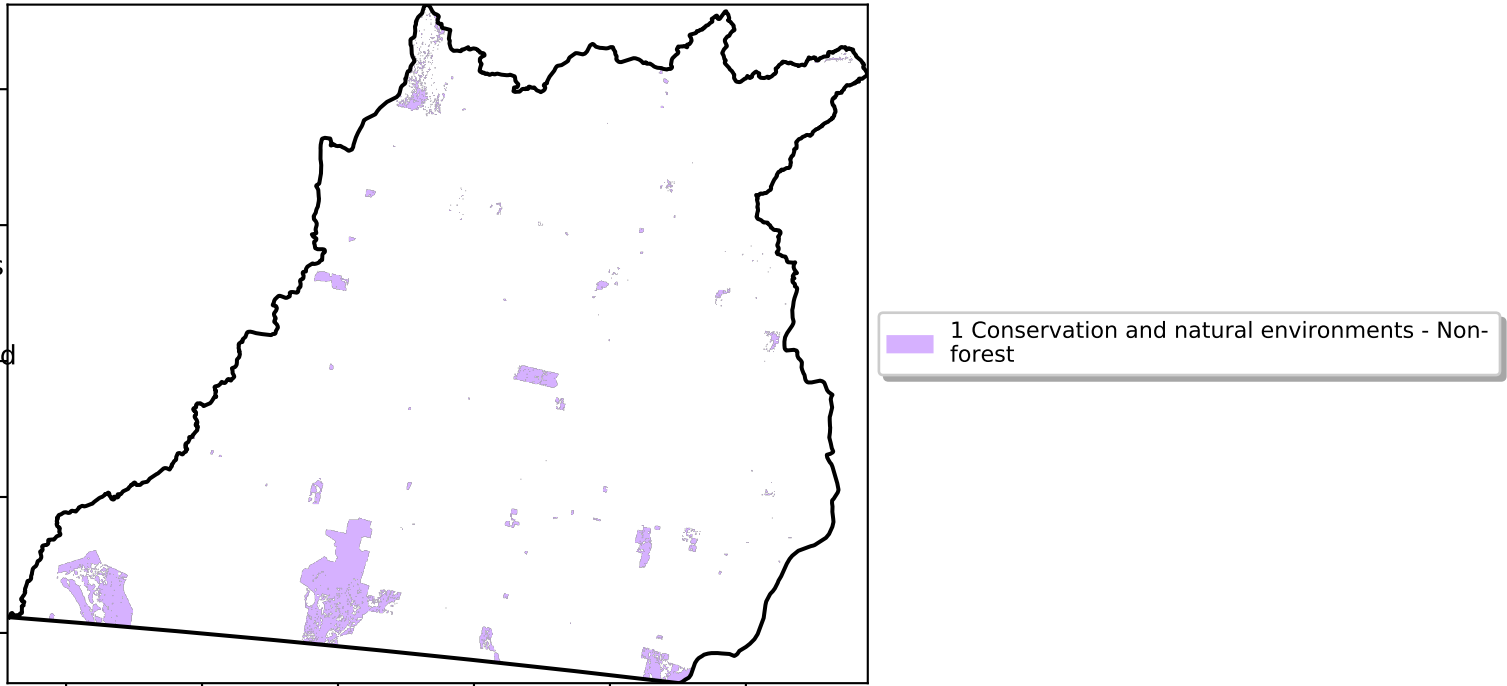 1 Conservation and natural environments - Non-
forest
d